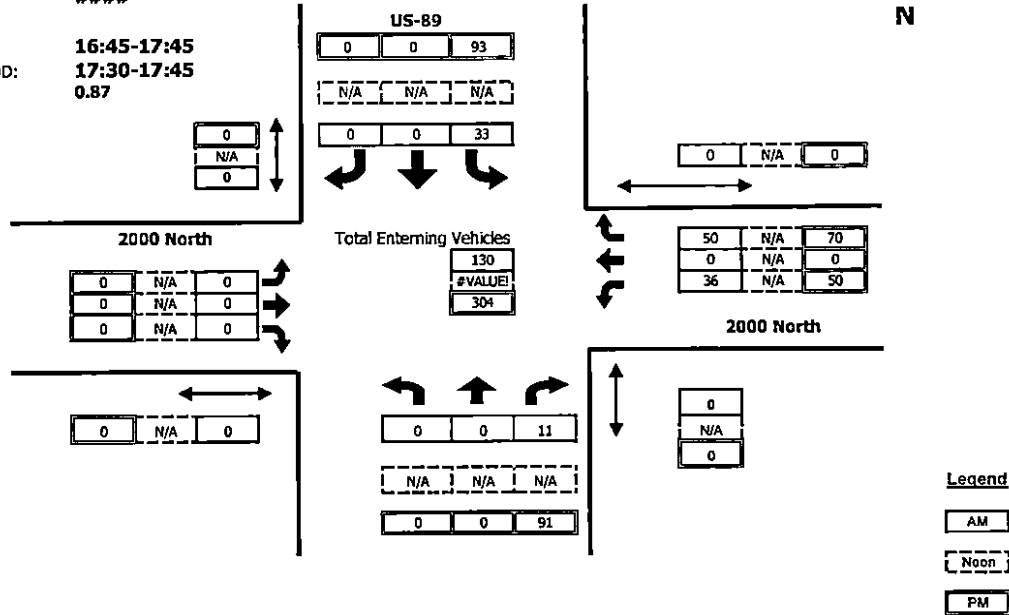 US-89
N
16:45-17:45
OD: 17:30-17:45
0.87
0 0 93
N/A N/A N/A
0 0 33
0
N/A
0
0 N/A 0
2000 North
Total Enterning Vehicles
130
#VALUE!
304
50 N/A 70
0 N/A 0
36 N/A 50
0 N/A 0
0 N/A 0
0 N/A 0
2000 North
0 N/A 0
0 0 11
N/A N/A N/A
0 0 91
0
N/A
0
Legend
AM
Noon
PM